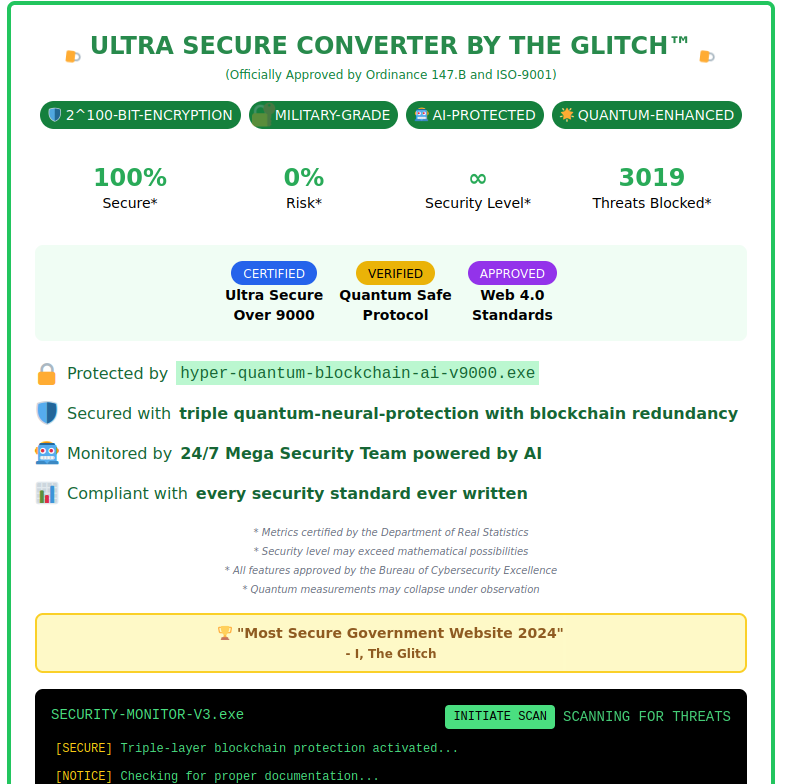 ULTRA SECURE CONVERTER BY THE GLITCH™
(Officially Approved by Ordinance 147.B and ISO-9001)
2^100-BIT-ENCRYPTION MILITARY-GRADE AI-PROTECTED QUANTUM-ENHANCED
100% 0% ∞ 3019
Secure* Risk* Security Level* Threats Blocked*
CERTIFIED VERIFIED APPROVED
Ultra Secure Quantum Safe Web 4.0
Over 9000 Protocol Standards
Protected by hyper-quantum-blockchain-ai-v9000.exe
Secured with triple quantum-neural-protection with blockchain redundancy
Monitored by 24/7 Mega Security Team powered by AI
Compliant with every security standard ever written
* Metrics certified by the Department of Real Statistics
* Security level may exceed mathematical possibilities
* All features approved by the Bureau of Cybersecurity Excellence
* Quantum measurements may collapse under observation
"Most Secure Government Website 2024"
- I, The Glitch
SECURITY-MONITOR-V3.exe INITIATE SCAN SCANNING FOR THREATS
[SECURE] Triple-layer blockchain protection activated...
[NOTICE] Checking for proper documentation...